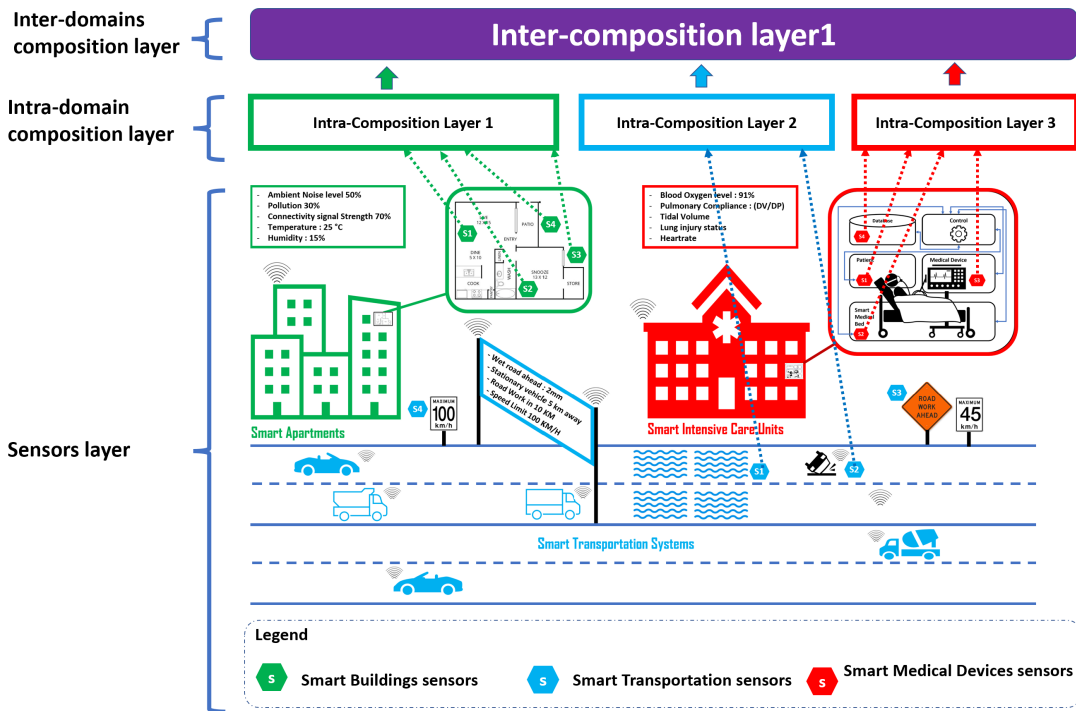 Inter-domains
composition layer
Inter-composition layer1
Intra-domain
composition layer
Intra-Composition Layer 1
Intra-Composition Layer 2
Intra-Composition Layer 3
Sensors layer
- Ambient Noise level 50%
- Pollution 30%
- Connectivity signal Strength 70%
- Temperature : 25 °C
- Humidity : 15%
S1
S4
S3
S2
PATIO
ENTRY
DINE
5 X 10
COOK
WASH
SNOOZE
13 X 12
STORE
- Blood Oxygen level : 91%
- Pulmonary Compliance : (DV/DP)
- Tidal Volume
- Lung injury status
- Heartrate
Database
S4
Control
Patient
S1
Medical Device
S3
Smart
Medical
Bed
S2
- Wet road ahead : 2mm
- Stationary vehicle 5 km away
- Road Work in 10 KM
- Speed Limit 100 KM/H
S4
MAXIMUM
100
km/h
S3
ROAD
WORK
AHEAD
MAXIMUM
45
km/h
Smart Apartments
Smart Intensive Care Units
S1
S2
Smart Transportation Systems
Legend
S Smart Buildings sensors
S Smart Transportation sensors
S Smart Medical Devices sensors